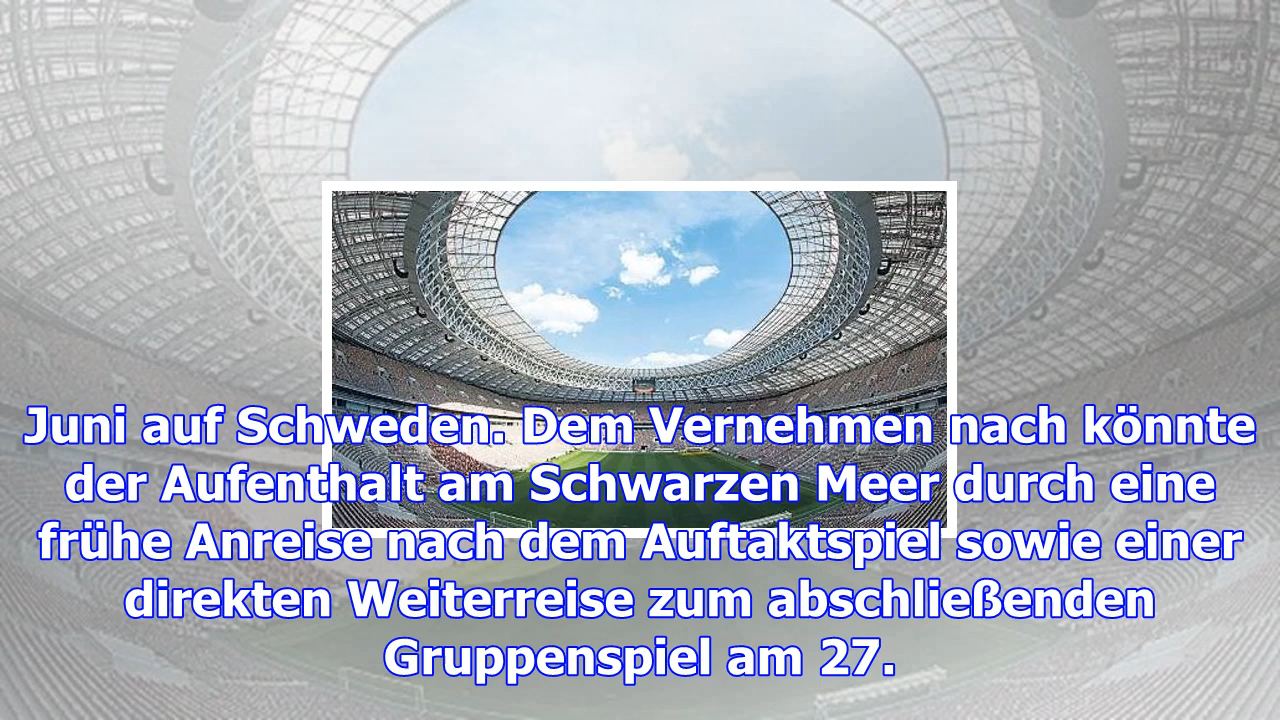 Juni auf Schweden. Dem Vernehmen nach könnte
der Aufenthalt am Schwarzen Meer durch eine
frühe Anreise nach dem Auftaktspiel sowie einer
direkten Weiterreise zum abschließenden
Gruppenspiel am 27.